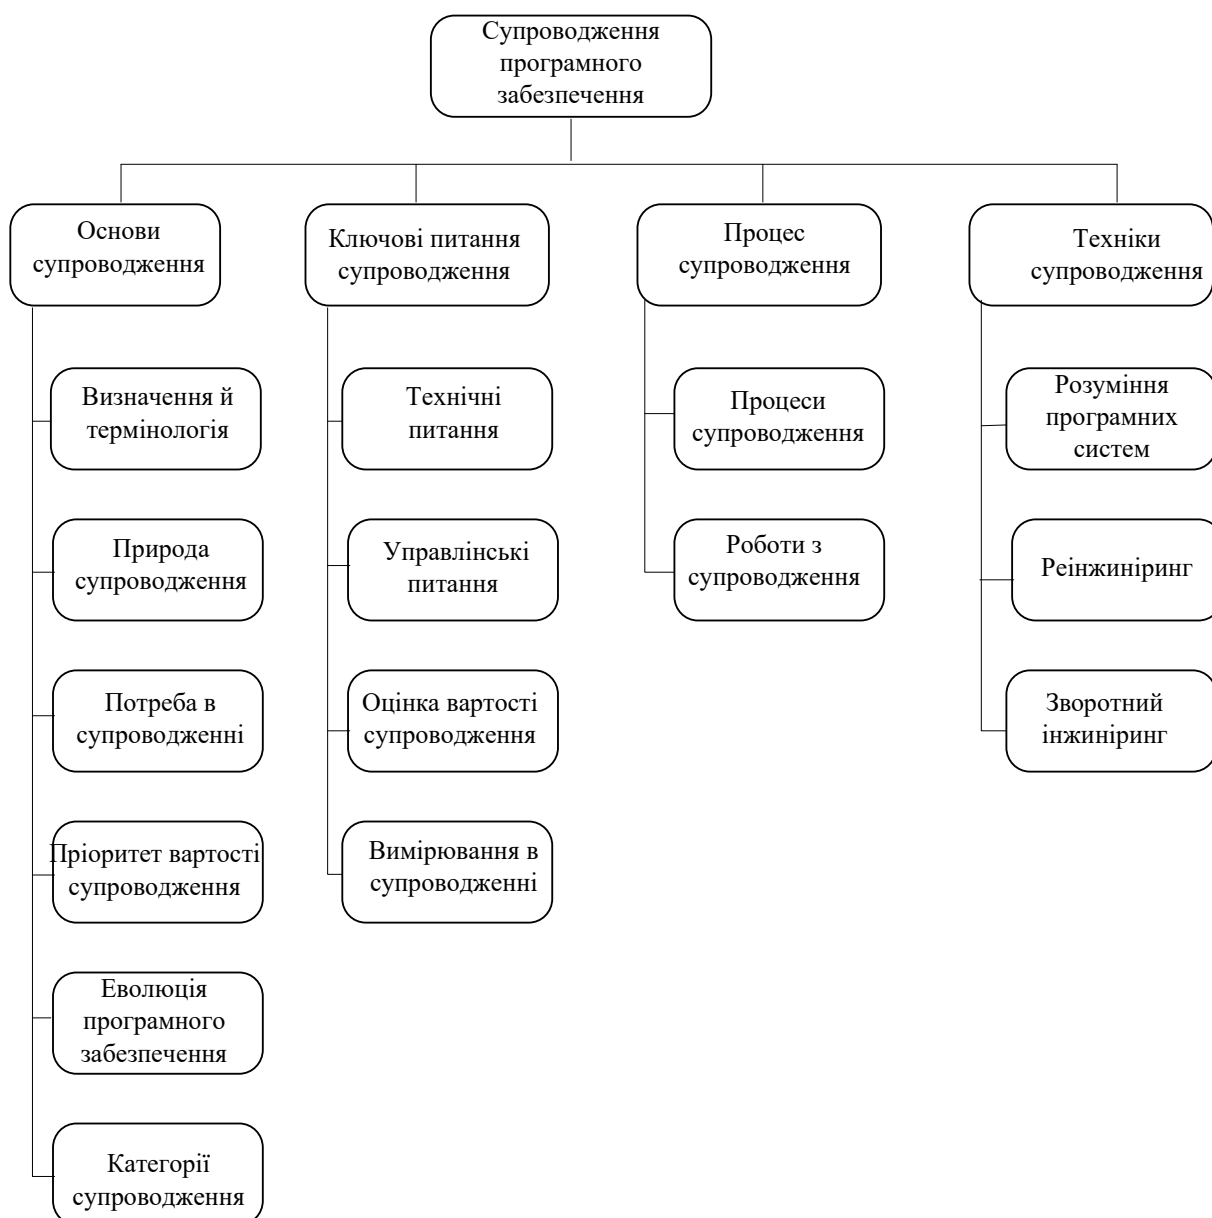 Супроводження
програмного
забезпечення
Основи
супроводження
Ключові питання
супроводження
Процес
супроводження
Техніки
супроводження
Визначення й
термінологія
Природа
супроводження
Потреба в
супроводженні
Пріоритет вартості
супроводження
Еволюція
програмного
забезпечення
Категорії
супроводження
Технічні
питання
Управлінські
питання
Оцінка вартості
супроводження
Вимірювання в
супроводженні
Процеси
супроводження
Роботи з
супроводження
Розуміння
програмних
систем
Реінжиніринг
Зворотний
інжиніринг